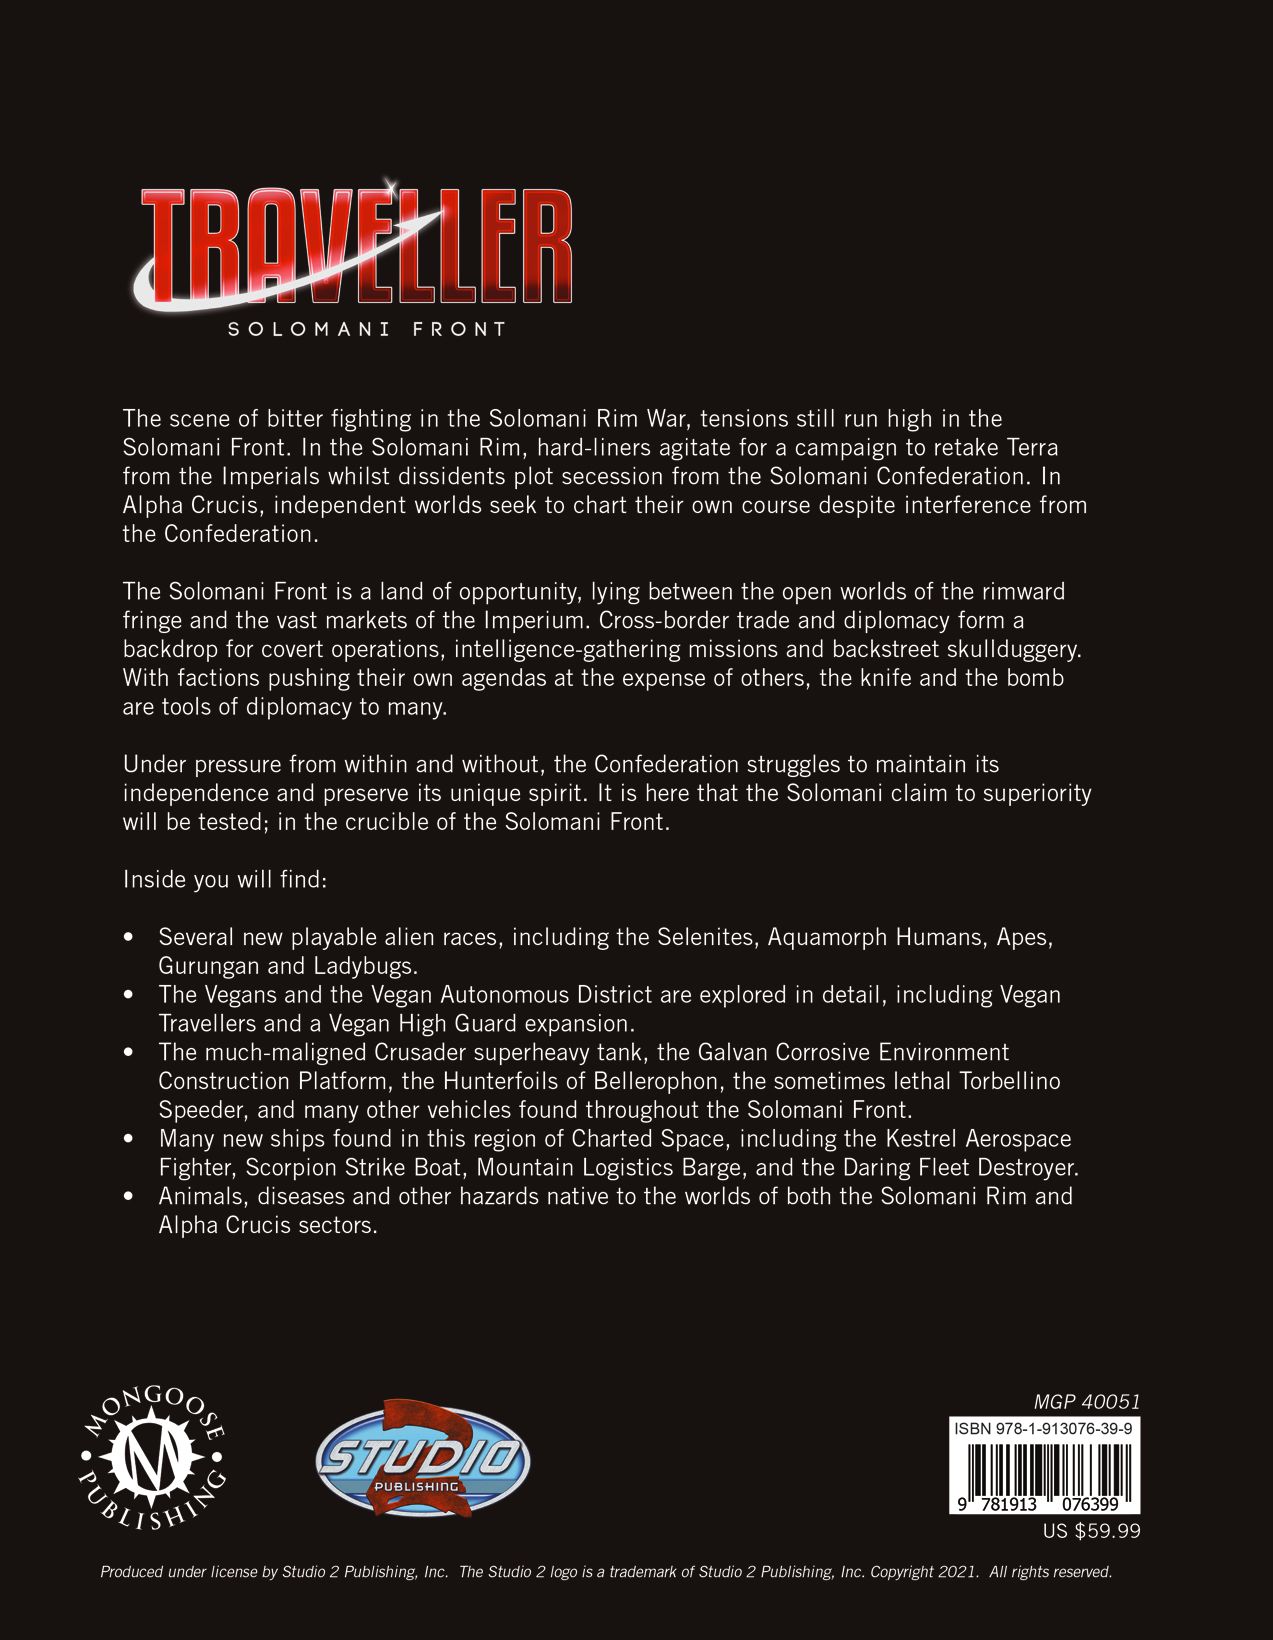 TRAVELLER
SOLOMANI FRONT
The scene of bitter fighting in the Solomani Rim War, tensions still run high in the
Solomani Front. In the Solomani Rim, hard-liners agitate for a campaign to retake Terra
from the Imperials whilst dissidents plot secession from the Solomani Confederation. In
Alpha Crucis, independent worlds seek to chart their own course despite interference from
the Confederation.
The Solomani Front is a land of opportunity, lying between the open worlds of the rimward
fringe and the vast markets of the Imperium. Cross-border trade and diplomacy form a
backdrop for covert operations, intelligence-gathering missions and backstreet skullduggery.
With factions pushing their own agendas at the expense of others, the knife and the bomb
are tools of diplomacy to many.
Under pressure from within and without, the Confederation struggles to maintain its
independence and preserve its unique spirit. It is here that the Solomani claim to superiority
will be tested; in the crucible of the Solomani Front.
Inside you will find:
• Several new playable alien races, including the Selenites, Aquamorph Humans, Apes,
Gurungan and Ladybugs.
• The Vegans and the Vegan Autonomous District are explored in detail, including Vegan
Travellers and a Vegan High Guard expansion.
• The much-maligned Crusader superheavy tank, the Galvan Corrosive Environment
Construction Platform, the Hunterfoils of Bellerophon, the sometimes lethal Torbellino
Speeder, and many other vehicles found throughout the Solomani Front.
• Many new ships found in this region of Charted Space, including the Kestrel Aerospace
Fighter, Scorpion Strike Boat, Mountain Logistics Barge, and the Daring Fleet Destroyer.
• Animals, diseases and other hazards native to the worlds of both the Solomani Rim and
Alpha Crucis sectors.
MONGOOSE
M
• PUBLISHING •
2
STUDIO
PUBLISHING
MGP 40051
ISBN 978-1-913076-39-9
9 781913 076399
US $59.99
Produced under license by Studio 2 Publishing, Inc. The Studio 2 logo is a trademark of Studio 2 Publishing, Inc. Copyright 2021. All rights reserved.